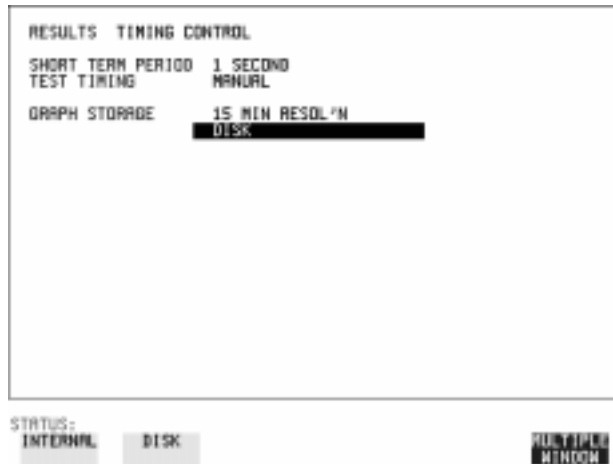 RESULTS TIMING CONTROL
SHORT TERM PERIOD 1 SECOND
TEST TIMING MANUAL
GRAPH STORAGE 15 MIN RESOL'N
DISK
STATUS:
INTERNAL DISK MULTIPLE
WINDOW